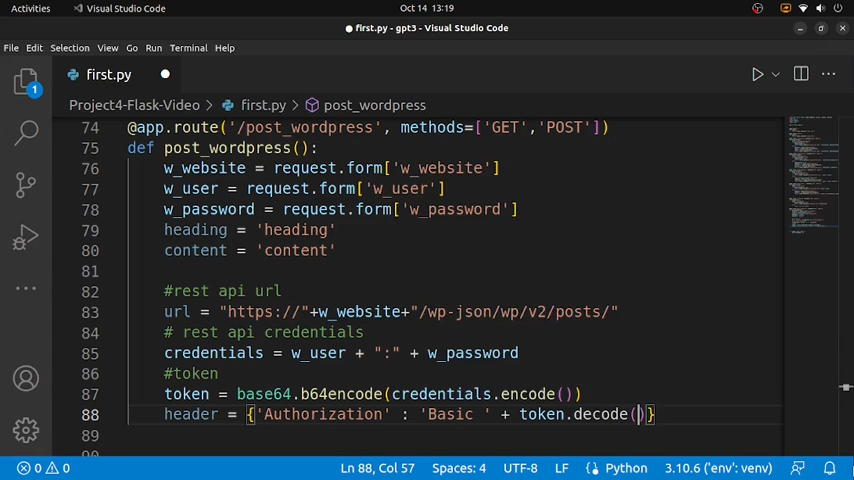 Activities Visual Studio Code Oct 14 13:19
first.py - gpt3 - Visual Studio Code
File Edit Selection View Go Run Terminal Help
1 first.py
Project4-Flask-Video > first.py > post_wordpress
74 @app.route('/post_wordpress', methods=['GET','POST'])
75 def post_wordpress():
76 w_website = request.form['w_website']
77 w_user = request.form['w_user']
78 w_password = request.form['w_password']
79 heading = 'heading'
80 content = 'content'
81
82 #rest api url
83 url = "https://"+w_website+"/wp-json/wp/v2/posts/"
84 # rest api credentials
85 credentials = w_user + ":" + w_password
86 #token
87 token = base64.b64encode(credentials.encode())
88 header = {'Authorization' : 'Basic ' + token.decode()}
89
0 0 Ln 88, Col 57 Spaces: 4 UTF-8 LF Python 3.10.6 ('env': venv)